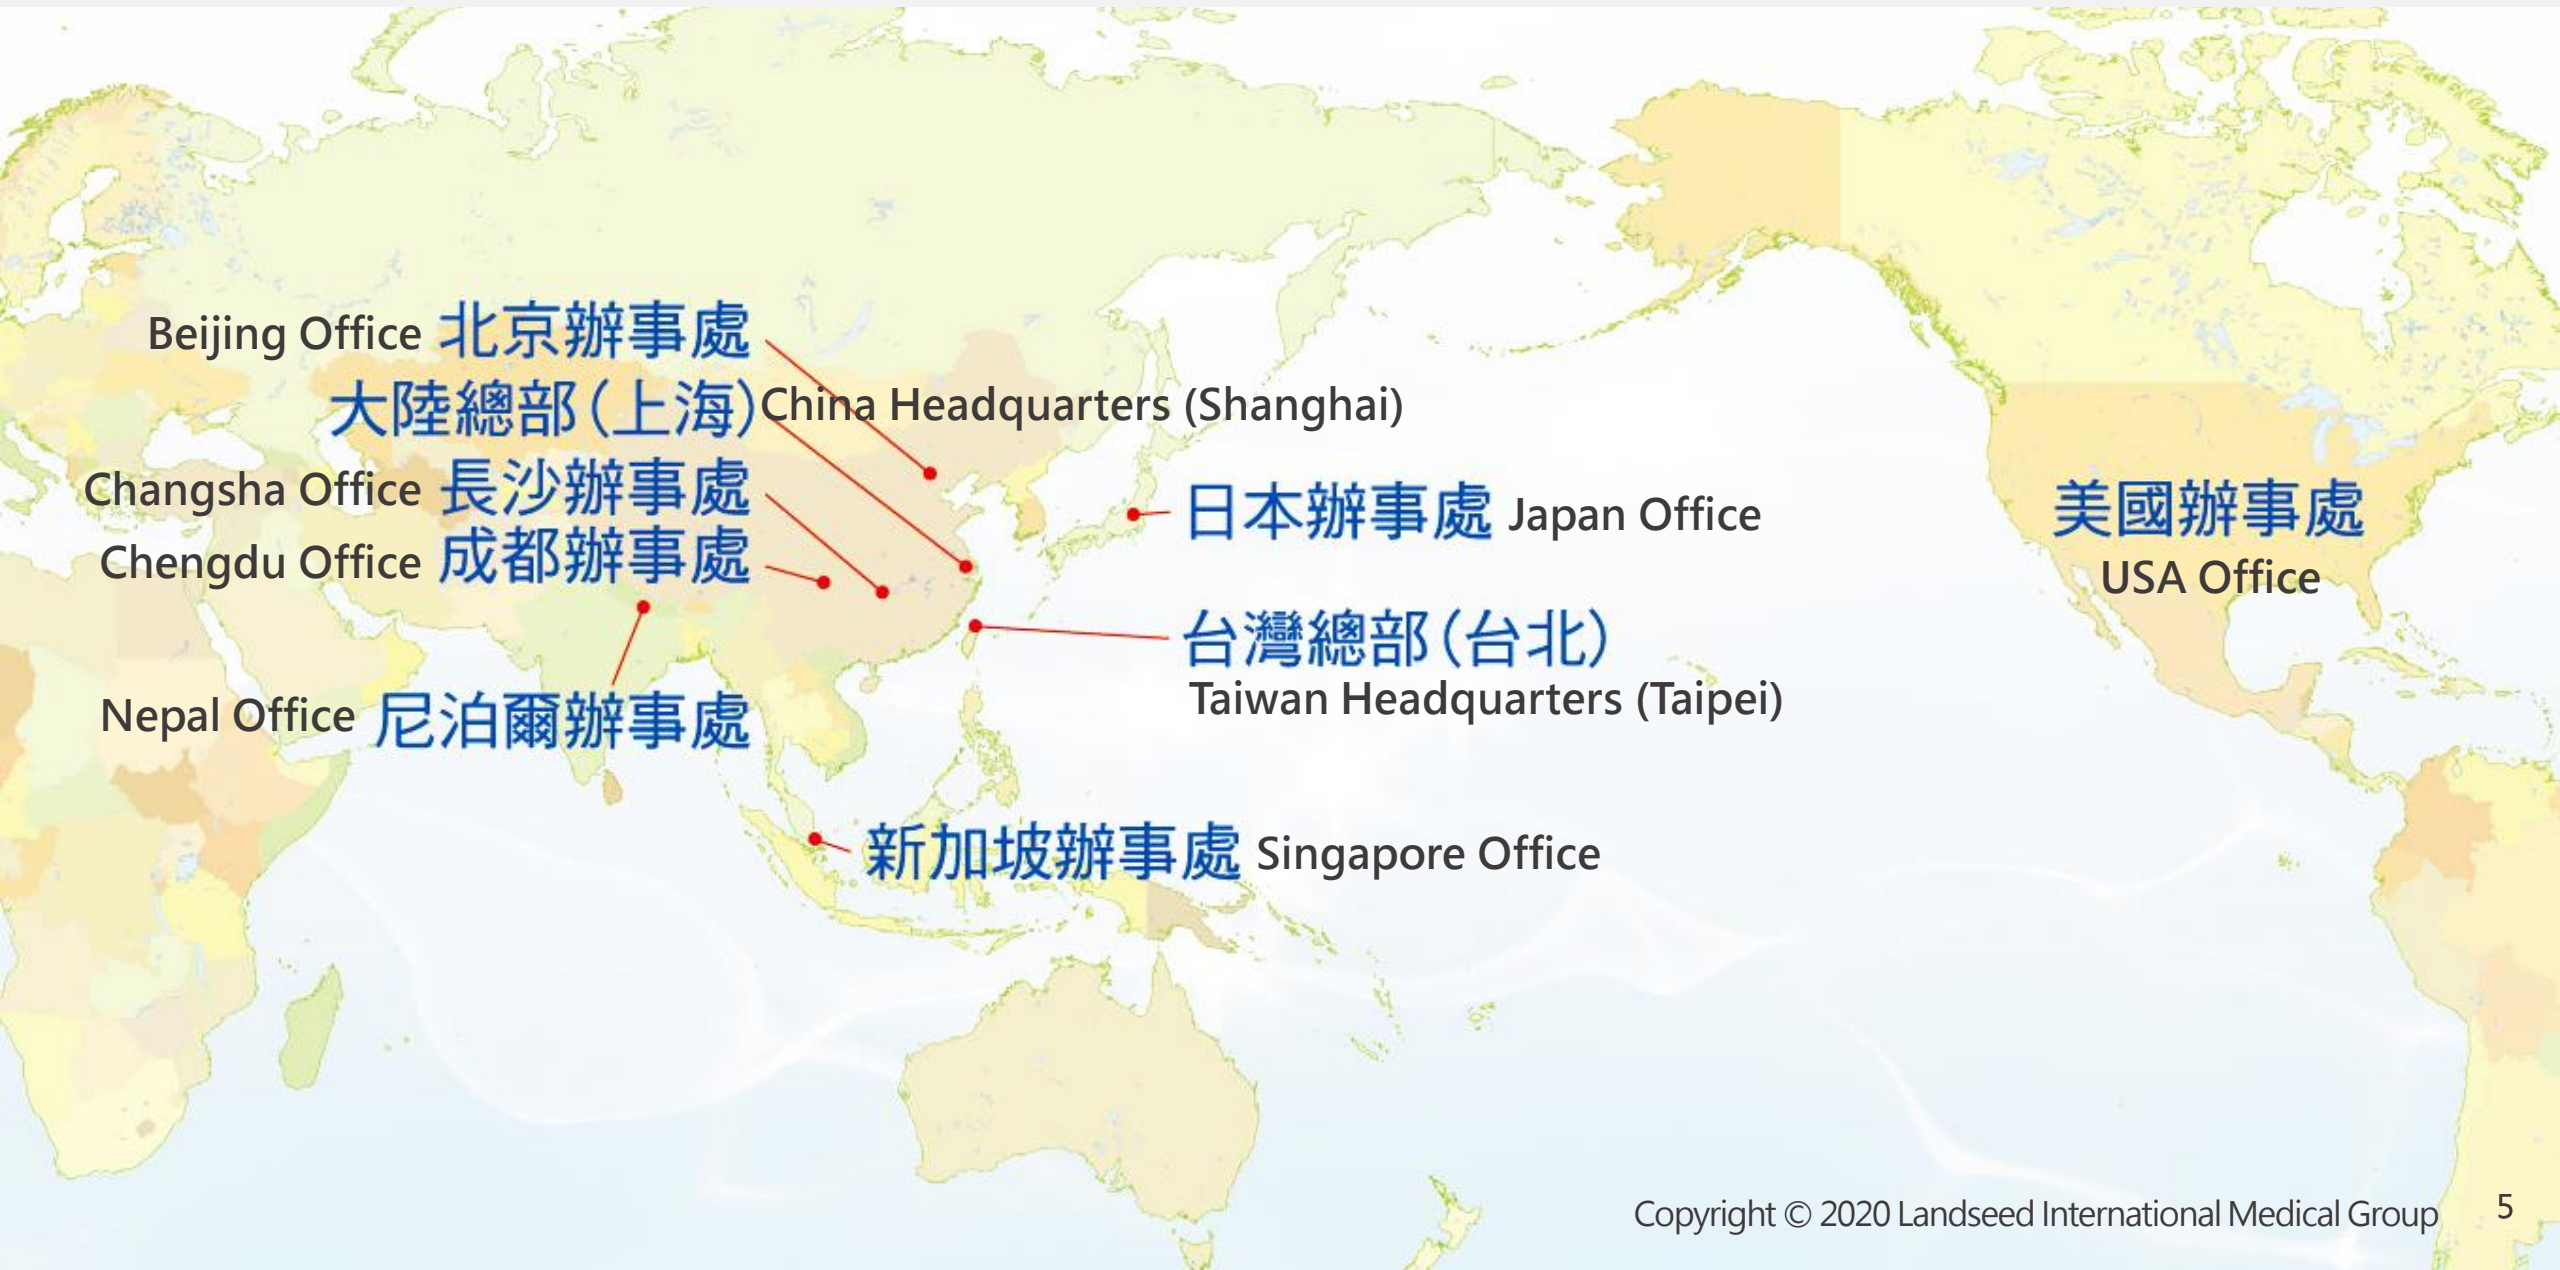 Beijing Office 北京辦事處
大陸總部(上海)China Headquarters (Shanghai)
Changsha Office 長沙辦事處
Chengdu Office 成都辦事處
Nepal Office 尼泊爾辦事處
日本辦事處 Japan Office
台灣總部(台北)
Taiwan Headquarters (Taipei)
新加坡辦事處 Singapore Office
美國辦事處
USA Office
Copyright © 2020 Landseed International Medical Group
5